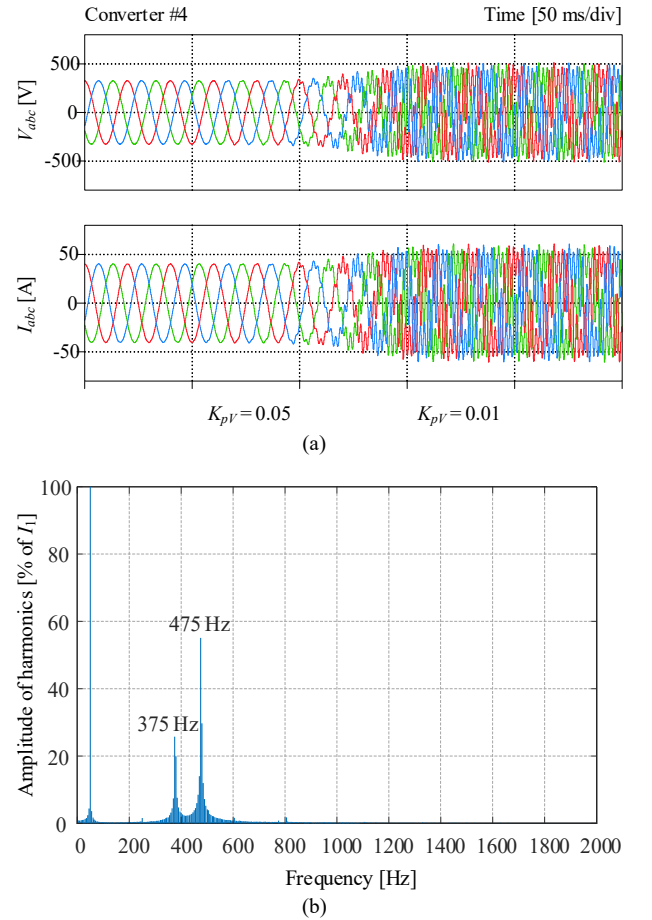 Converter #4 Time [50 ms/div]
500
0
-500
V_abc [V]
50
0
-50
I_abc [A]
K_pV = 0.05 K_pV = 0.01
(a)
100
80
60
40
20
0
Amplitude of harmonics [% of I_1]
475 Hz
375 Hz
0 200 400 600 800 1000 1200 1400 1600 1800 2000
Frequency [Hz]
(b)